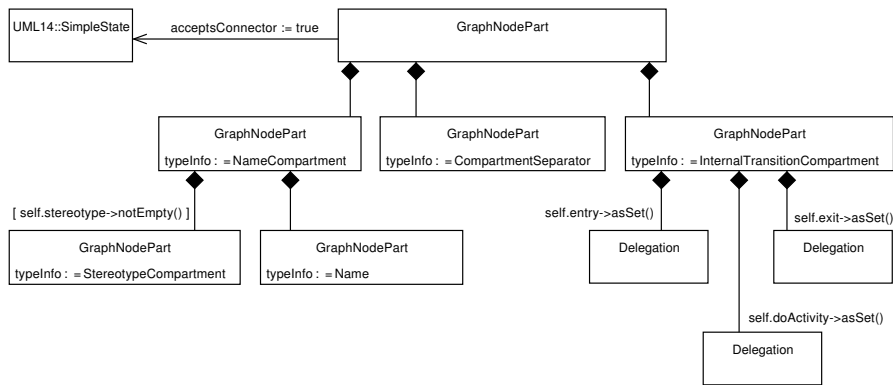 UML14::SimpleState
acceptsConnector := true
GraphNodePart
GraphNodePart
typeInfo : = NameCompartment
GraphNodePart
typeInfo : = CompartmentSeparator
GraphNodePart
typeInfo : = InternalTransitionCompartment
[ self.stereotype->notEmpty() ]
self.entry->asSet()
self.exit->asSet()
GraphNodePart
typeInfo : = StereotypeCompartment
GraphNodePart
typeInfo : = Name
Delegation
Delegation
self.doActivity->asSet()
Delegation